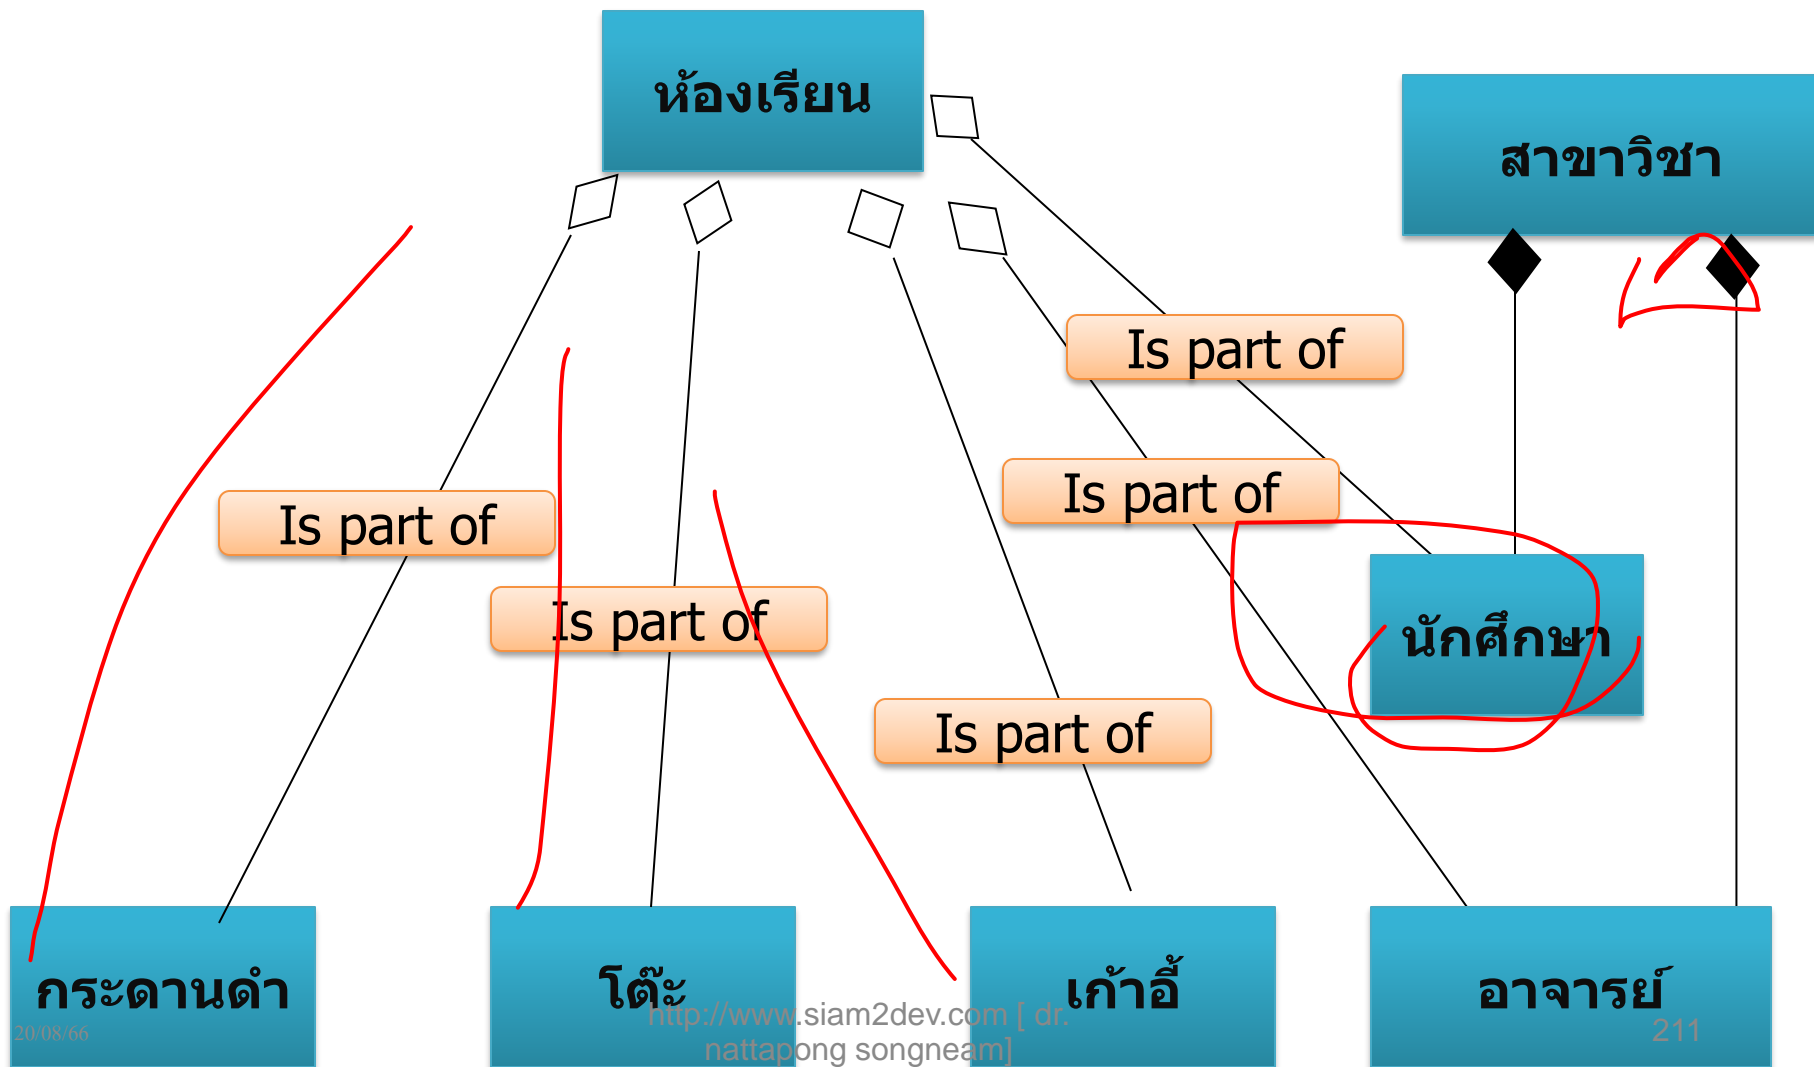 ห้องเรียน
สาขาวิชา
Is part of
Is part of
Is part of
Is part of
Is part of
นักศึกษา
กระดานดำ
โต๊ะ
เก้าอี้
อาจารย์
20/08/66
http://www.siam2dev.com [ dr.
nattapong songneam]
211